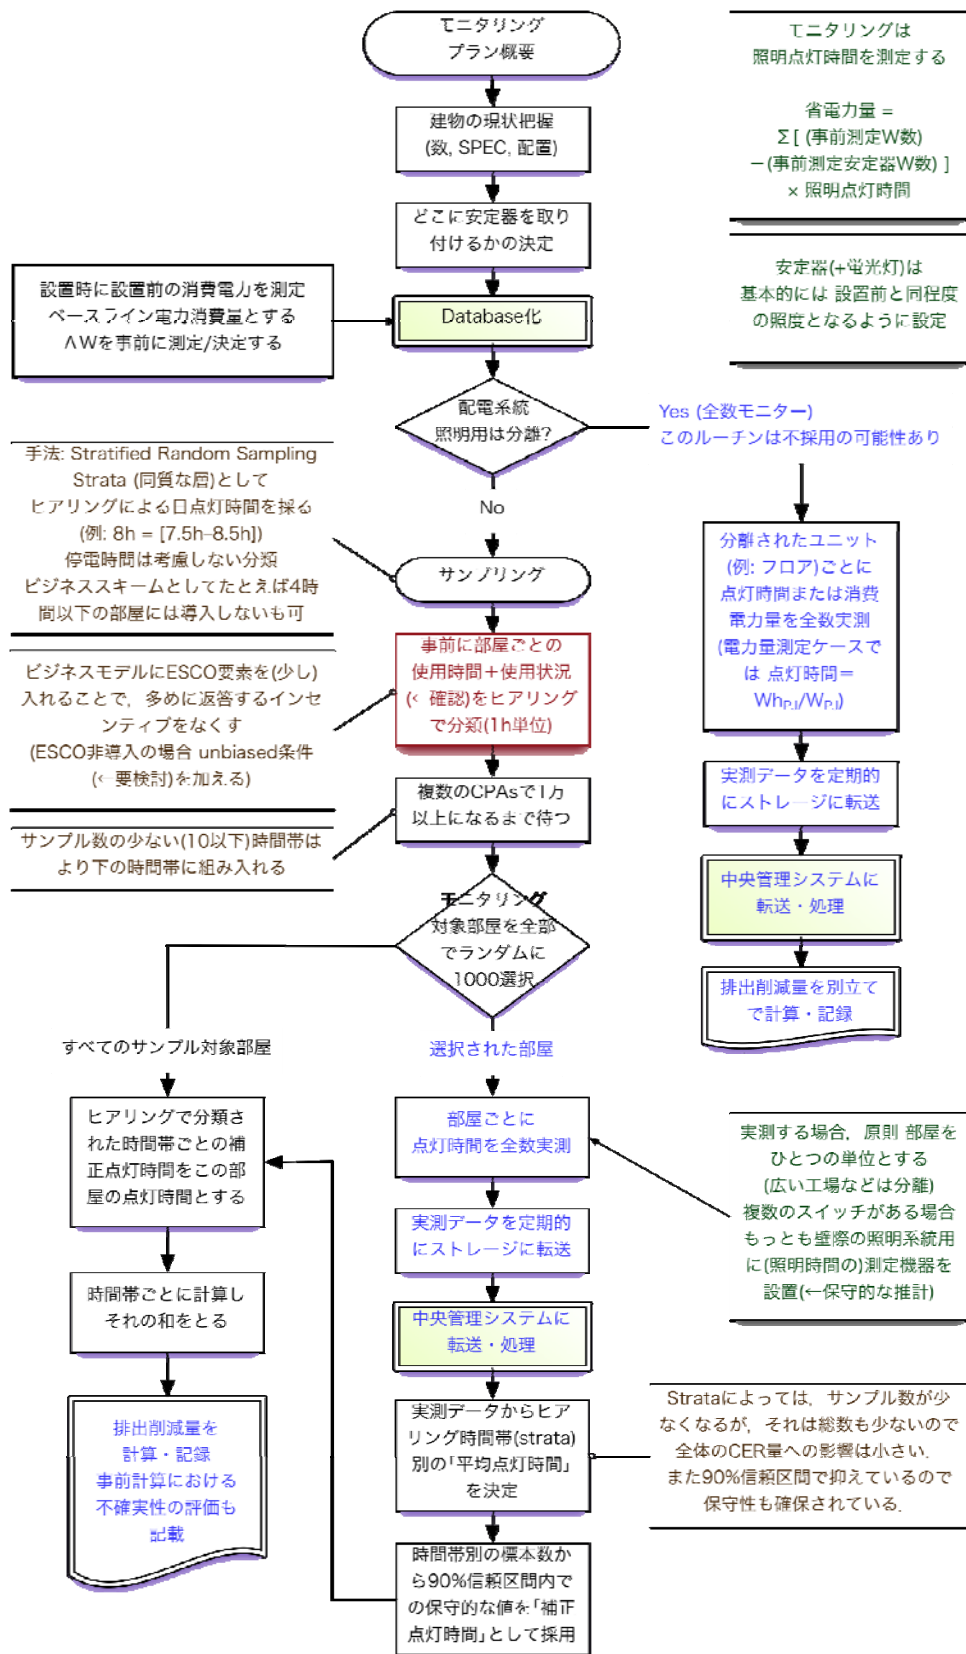 モニタリング
プラン概要
モニタリングは
照明点灯時間を測定する
省電力量 =
Σ[ (事前測定W数)
−(事前測定安定器W数) ]
× 照明点灯時間
建物の現状把握
(数, SPEC, 配置)
どこに安定器を取り
付けるかの決定
安定器(+蛍光灯)は
基本的には 設置前と同程度
の照度となるように設定
設置時に設置前の消費電力を測定
ベースライン電力消費量とする
ΔWを事前に測定/決定する
Database化
配電系統
照明用は分離?
Yes (全数モニター)
このルーチンは不採用の可能性あり
No
手法: Stratified Random Sampling
Strata (同質な層)として
ヒアリングによる日点灯時間を採る
(例: 8h = [7.5h–8.5h])
停電時間は考慮しない分類
ビジネススキームとしてたとえば4時
間以下の部屋には導入しないも可
サンプリング
分離されたユニット
(例: フロア)ごとに
点灯時間または消費
電力量を全数実測
(電力量測定ケースで
は 点灯時間=
WhPJ/WPJ)
ビジネスモデルにESCO要素を(少し)
入れることで，多めに返答するインセ
ンティブをなくす
(ESCO非導入の場合 unbiased条件
(←要検討)を加える)
事前に部屋ごとの
使用時間＋使用状況
(← 確認)をヒアリング
で分類(1h単位)
複数のCPAsで1万
以上になるまで待つ
実測データを定期的
にストレージに転送
サンプル数の少ない(10以下)時間帯は
より下の時間帯に組み入れる
中央管理システムに
転送・処理
モニタリング
対象部屋を全部
でランダムに
1000選択
排出削減量を別立て
で計算・記録
すべてのサンプル対象部屋
選択された部屋
ヒアリングで分類さ
れた時間帯ごとの補
正点灯時間をこの部
屋の点灯時間とする
部屋ごとに
点灯時間を全数実測
実測する場合，原則 部屋を
ひとつの単位とする
(広い工場などは分離)
複数のスイッチがある場合
もっとも壁際の照明系統用
に(照明時間の)測定機器を
設置(←保守的な推計)
実測データを定期的
にストレージに転送
時間帯ごとに計算し
それの和をとる
中央管理システムに
転送・処理
排出削減量を
計算・記録
事前計算における
不確実性の評価も
記載
実測データからヒア
リング時間帯(strata)
別の「平均点灯時間」
を決定
Strataによっては，サンプル数が少
なくなるが，それは総数も少ないので
全体のCER量への影響は小さい．
また90%信頼区間で抑えているので
保守性も確保されている．
時間帯別の標本数か
ら90%信頼区間内で
の保守的な値を「補正
点灯時間」として採用